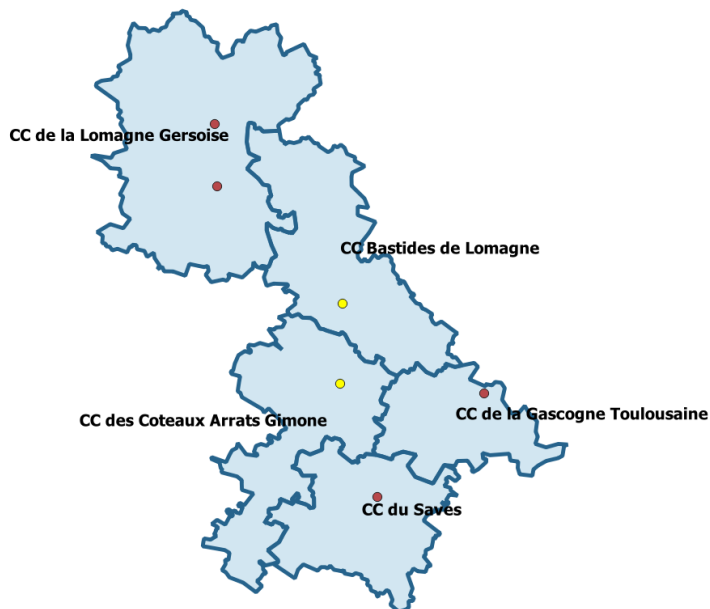 CC de la Lomagne Gersoise
CC Bastides de Lomagne
CC de la Gascogne Toulousaine
CC des Coteaux Arrats Gimone
CC du Saves